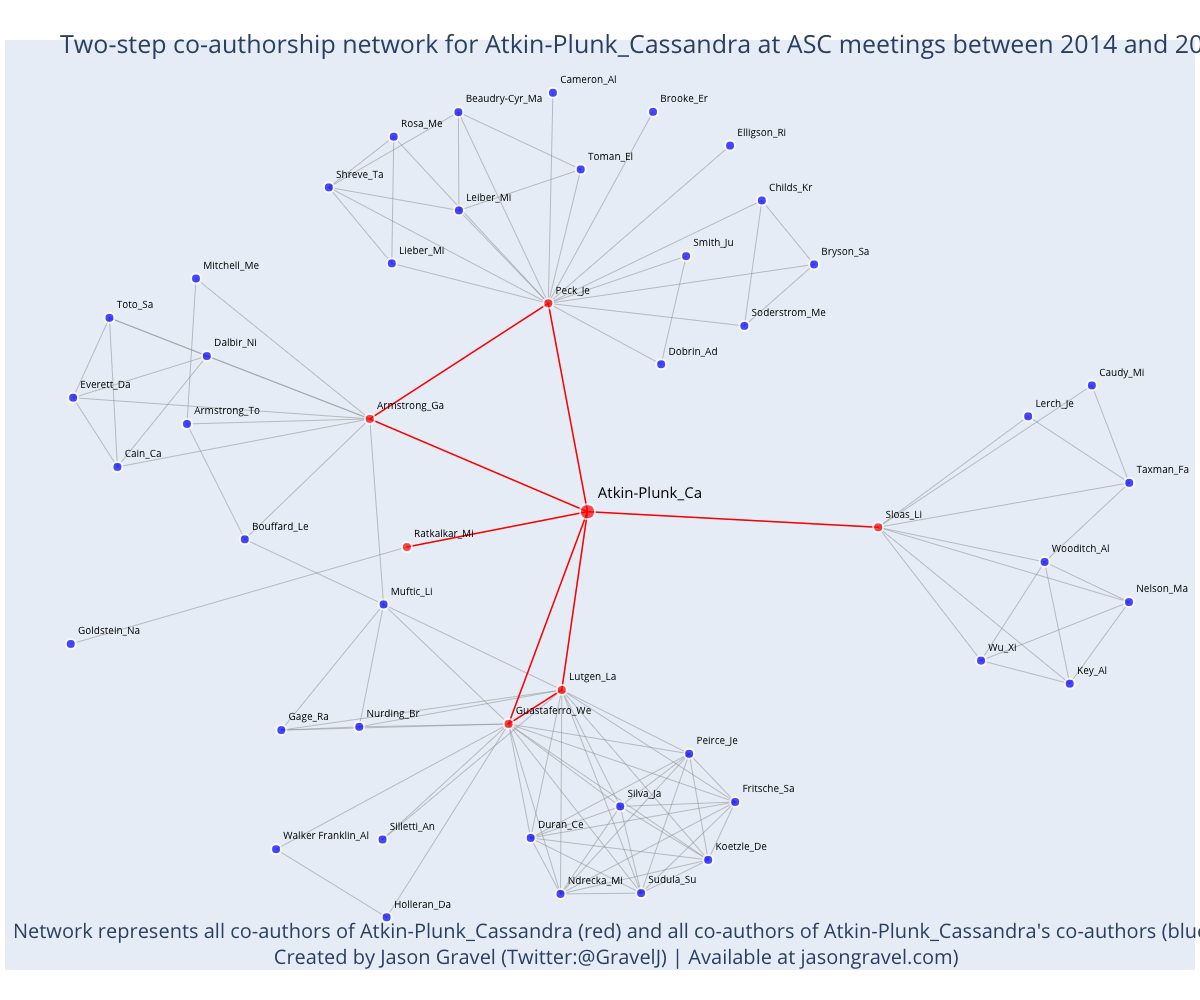 Two-step co-authorship network for Atkin-Plunk_Cassandra at ASC meetings between 2014 and 20
Cameron_Al
Beaudry-Cyr_Ma
Brooke_Er
Rosa_Me
Elligson_Ri
Toman_El
Shreve_Ta
Childs_Kr
Leiber_Mi
Smith_Ju
Lieber_Mi
Bryson_Sa
Mitchell_Me
Peck_Je
Toto_Sa
Soderstrom_Me
Dalbir_Ni
Dobrin_Ad
Caudy_Mi
Everett_Da
Armstrong_Ga
Lerch_Je
Armstrong_To
Cain_Ca
Taxman_Fa
Atkin-Plunk_Ca
Sloas_Li
Bouffard_Le
Ratkalkar_Mi
Wooditch_Al
Muftic_Li
Nelson_Ma
Goldstein_Na
Wu_Xi
Key_Al
Lutgen_La
Gage_Ra
Nurding_Br
Guastaferro_We
Peirce_Je
Fritsche_Sa
Silva_Ja
Duran_Ce
Silletti_An
Walker Franklin_Al
Koetzle_De
Ndrecka_Mi
Sudula_Su
Holleran_Da
Network represents all co-authors of Atkin-Plunk_Cassandra (red) and all co-authors of Atkin-Plunk_Cassandra's co-authors (blue
Created by Jason Gravel (Twitter:@GravelJ) | Available at jasongravel.com)